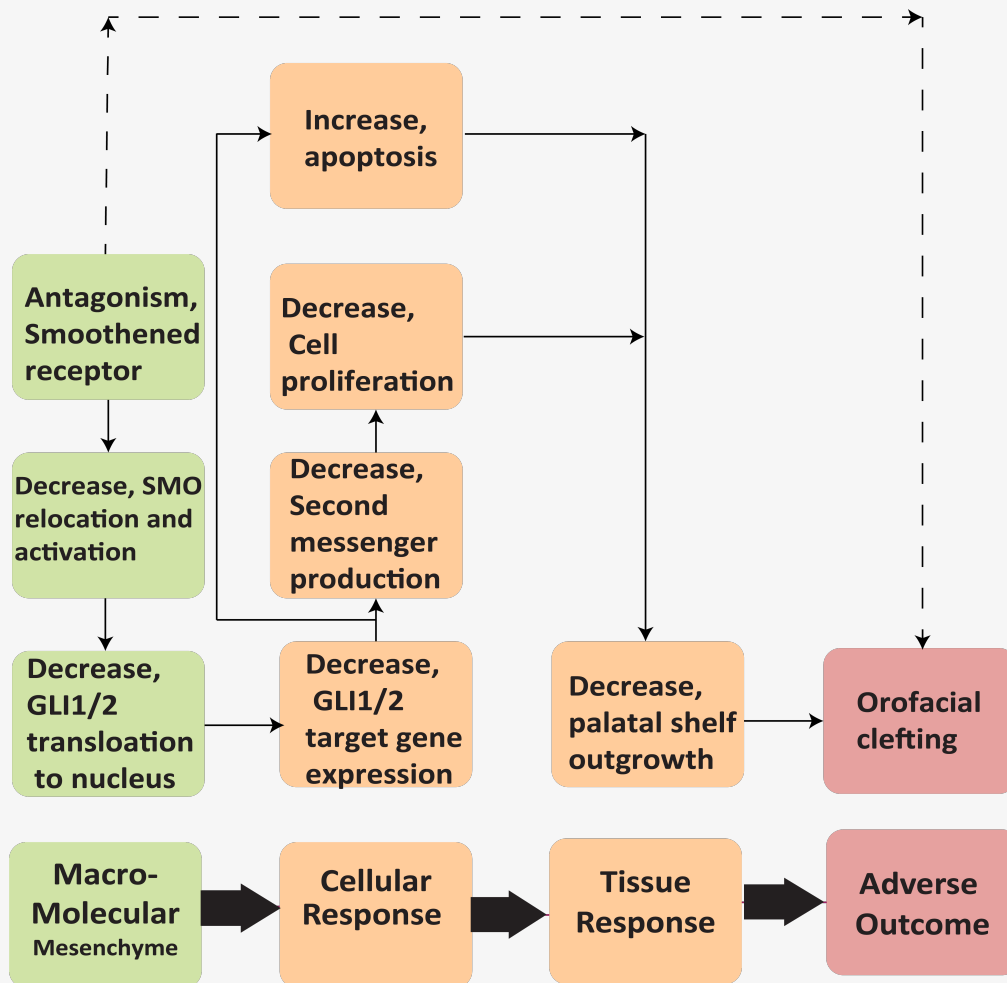 Increase,
apoptosis
Antagonism,
Smoothened
receptor
Decrease,
Cell
proliferation
Decrease, SMO
relocation and
activation
Decrease,
Second
messenger
production
Decrease,
GLI1/2
transloation
to nucleus
Decrease,
GLI1/2
target gene
expression
Decrease,
palatal shelf
outgrowth
Orofacial
clefting
Macro-
Molecular
Mesenchyme
Cellular
Response
Tissue
Response
Adverse
Outcome